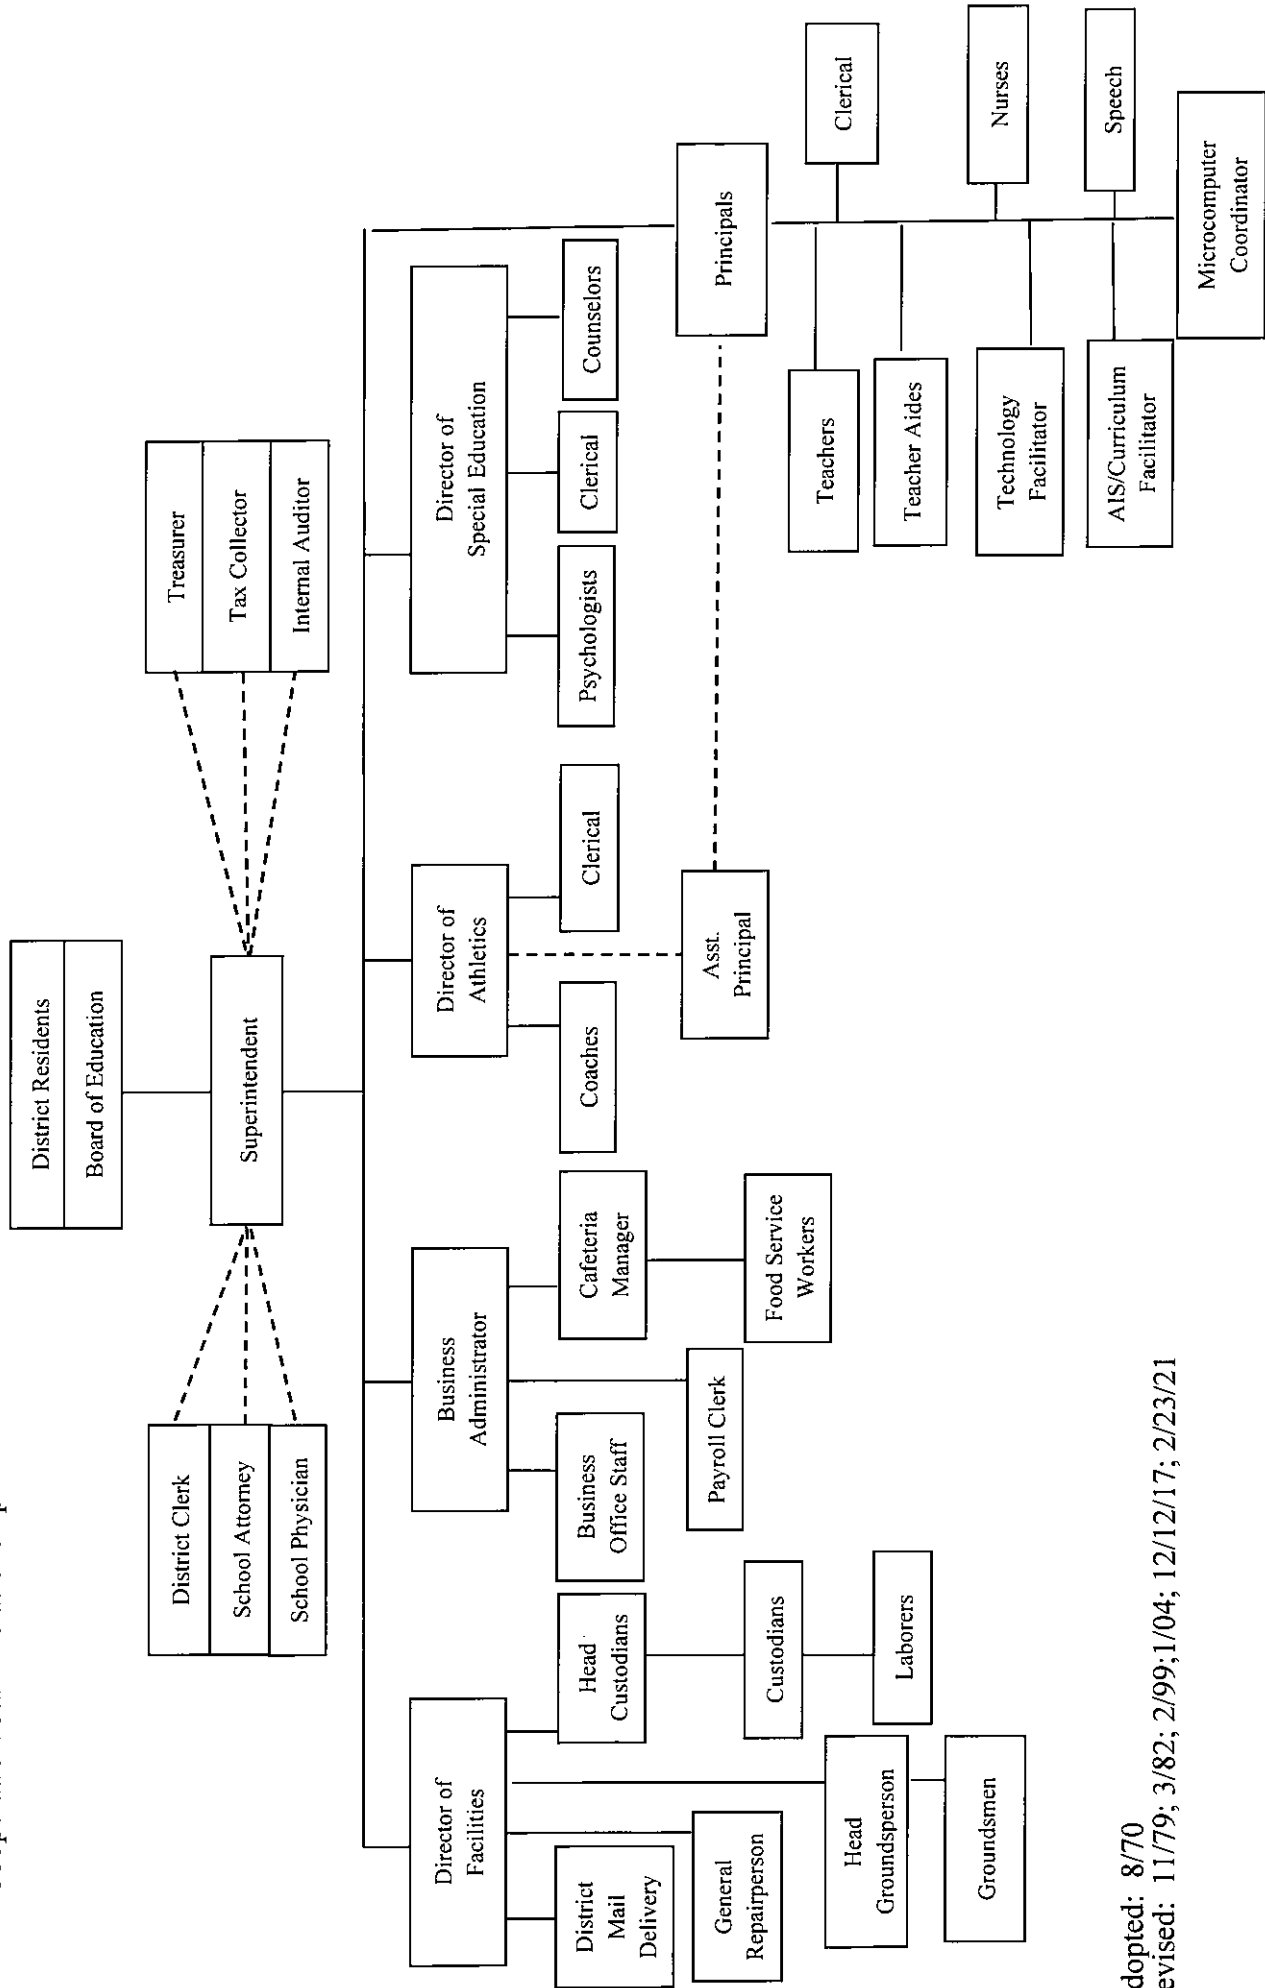 District Residents
Board of Education
Superintendent
District Clerk
School Attorney
School Physician
Treasurer
Tax Collector
Internal Auditor
Director of
Facilities
Business
Administrator
Director of
Athletics
Director of
Special Education
District
Mail
Delivery
General
Repairperson
Head
Groundsperson
Groundsmen
Head
Custodians
Custodians
Laborers
Business
Office Staff
Payroll Clerk
Cafeteria
Manager
Food Service
Workers
Coaches
Clerical
Asst.
Principal
Psychologists
Clerical
Counselors
Principals
Teachers
Clerical
Teacher Aides
Nurses
Technology
Facilitator
Speech
AIS/Curriculum
Facilitator
Microcomputer
Coordinator
dopted: 8/70
evised: 11/79; 3/82; 2/99;1/04; 12/12/17; 2/23/21